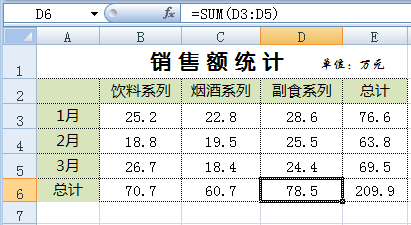 D6 fx =SUM(D3:D5)
A B C D E
1 销售额统计 单位：万元
2 饮料系列 烟酒系列 副食系列 总计
3 1月 25.2 22.8 28.6 76.6
4 2月 18.8 19.5 25.5 63.8
5 3月 26.7 18.4 24.4 69.5
6 总计 70.7 60.7 78.5 209.9
7